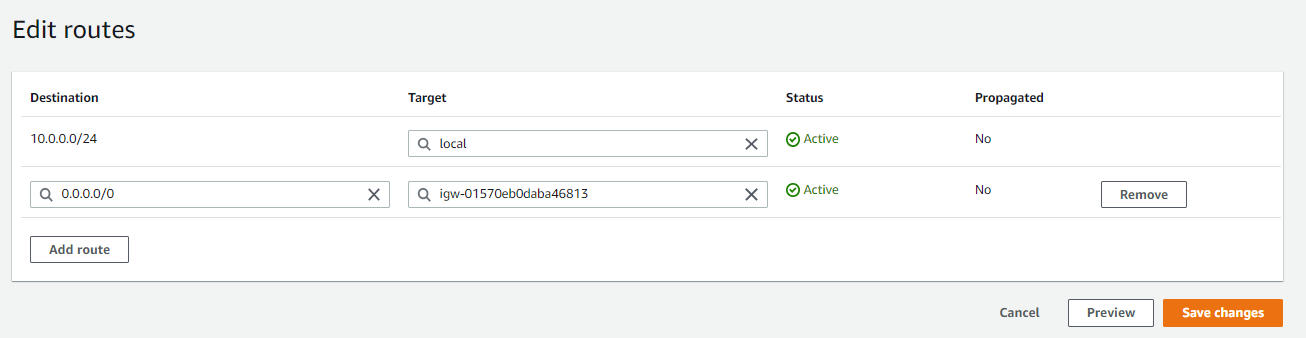 Edit routes
Destination Target Status Propagated
10.0.0.0/24 local Active No
0.0.0.0/0 igw-01570eb0daba46813 Active No Remove
Add route
Cancel Preview Save changes